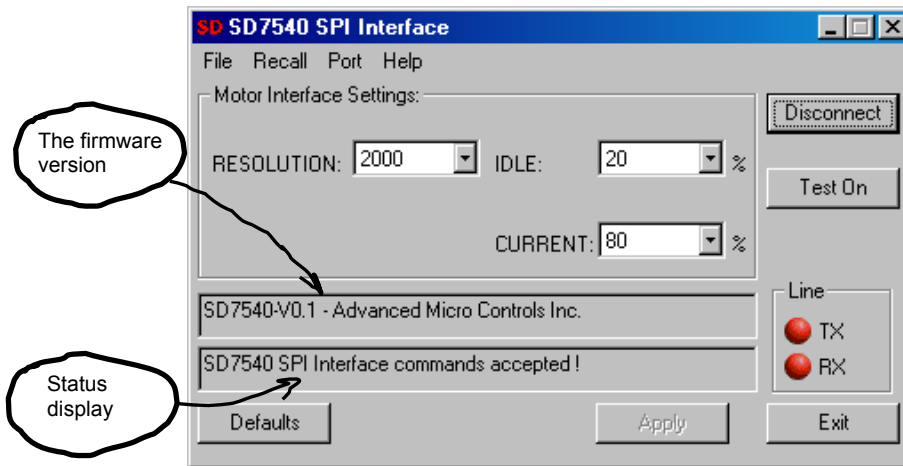 SD SD7540 SPI Interface
File Recall Port Help
Motor Interface Settings:
Disconnect
The firmware
version
RESOLUTION: 2000 IDLE: 20 %
Test On
CURRENT: 80 %
Line
SD7540-V0.1 - Advanced Micro Controls Inc.
TX
SD7540 SPI Interface commands accepted !
RX
Status
display
Defaults Apply Exit